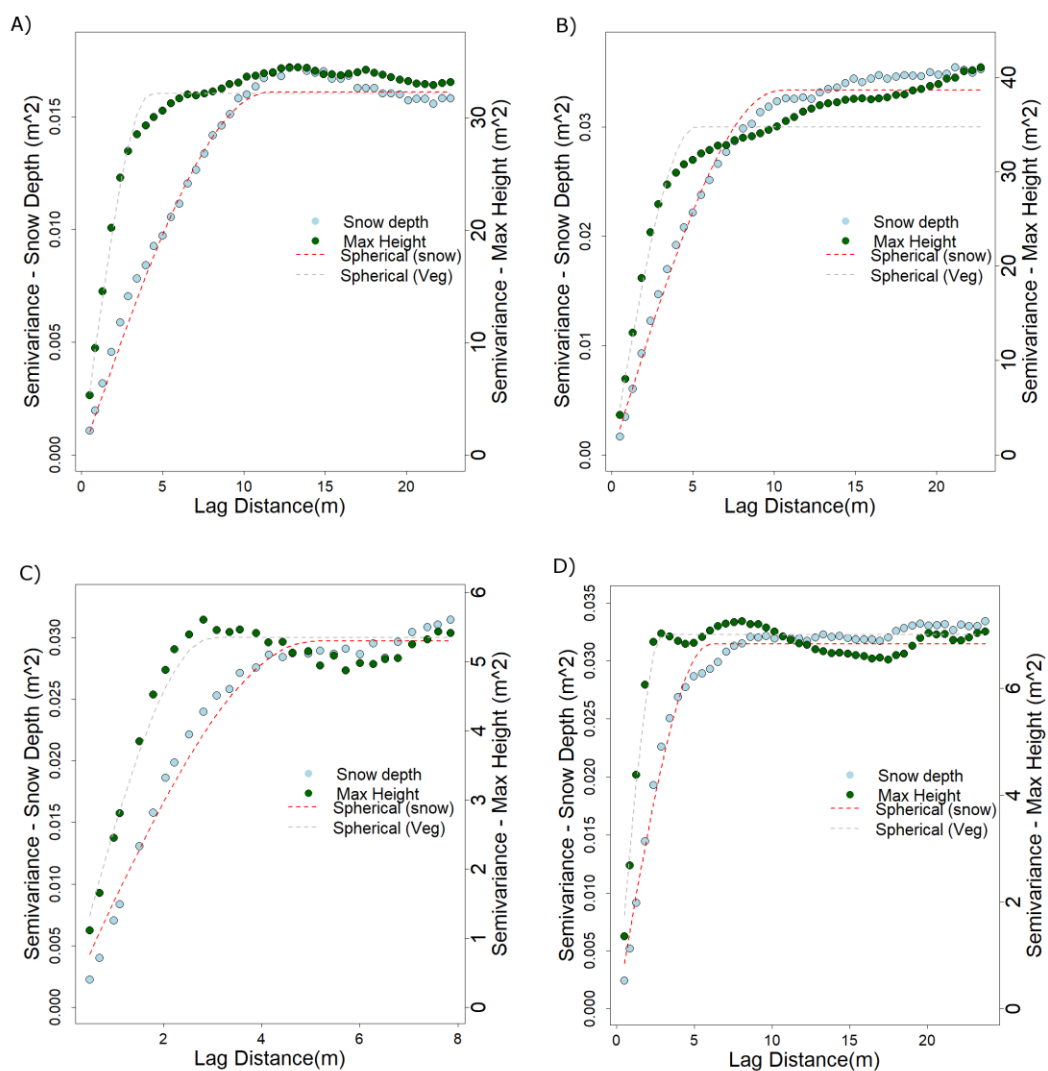 A)
Semivariance - Snow Depth (m^2)
0.000 0.005 0.010 0.015
Snow depth
Max Height
Spherical (snow)
Spherical (Veg)
0 10 20 30
Semivariance - Max Height (m^2)
0 5 10 15 20
Lag Distance(m)
B)
Semivariance - Snow Depth (m^2)
0.00 0.01 0.02 0.03
Snow depth
Max Height
Spherical (snow)
Spherical (Veg)
0 10 20 30 40
Semivariance - Max Height (m^2)
0 5 10 15 20
Lag Distance(m)
C)
Semivariance - Snow Depth (m^2)
0.000 0.005 0.010 0.015 0.020 0.025 0.030
Snow depth
Max Height
Spherical (snow)
Spherical (Veg)
0 1 2 3 4 5 6
Semivariance - Max Height (m^2)
2 4 6 8
Lag Distance(m)
D)
Semivariance - Snow Depth (m^2)
0.000 0.005 0.010 0.015 0.020 0.025 0.030 0.035
Snow depth
Max Height
Spherical (snow)
Spherical (Veg)
0 2 4 6
Semivariance - Max Height (m^2)
0 5 10 15 20
Lag Distance(m)